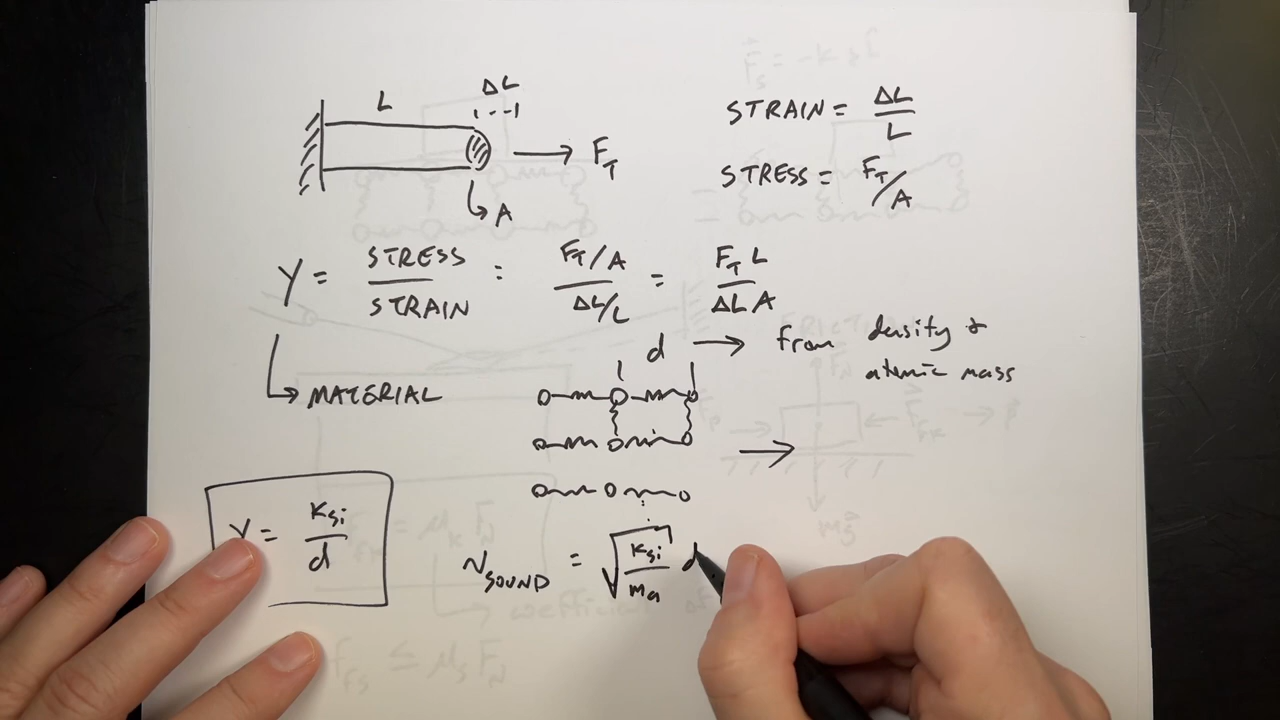 L
ΔL
F_T
A
STRAIN = ΔL/L
STRESS = F_T/A
Y = STRESS/STRAIN = (F_T/A)/(ΔL/L) = F_T L/ΔL A
MATERIAL
d → from density &
atomic mass
Y = K_si/d
v_SOUND = √(K_si/m_a) d